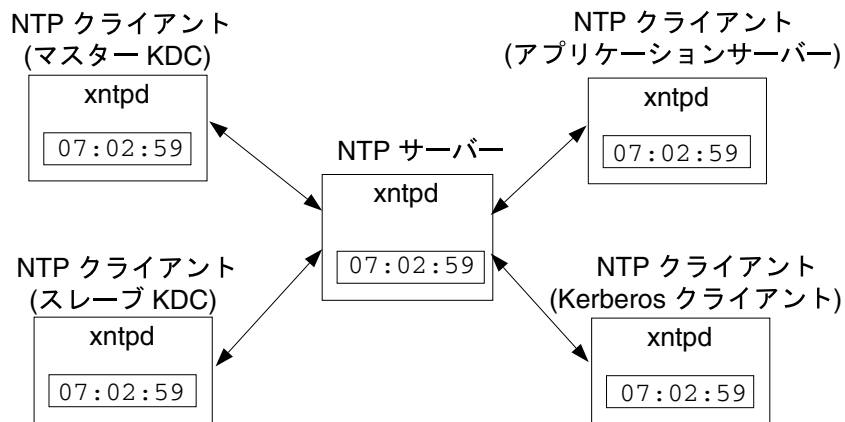 NTP クライアント
(マスター KDC)
xntpd
07:02:59
NTP クライアント
(アプリケーションサーバー)
xntpd
07:02:59
NTP サーバー
xntpd
07:02:59
NTP クライアント
(スレーブ KDC)
xntpd
07:02:59
NTP クライアント
(Kerberos クライアント)
xntpd
07:02:59